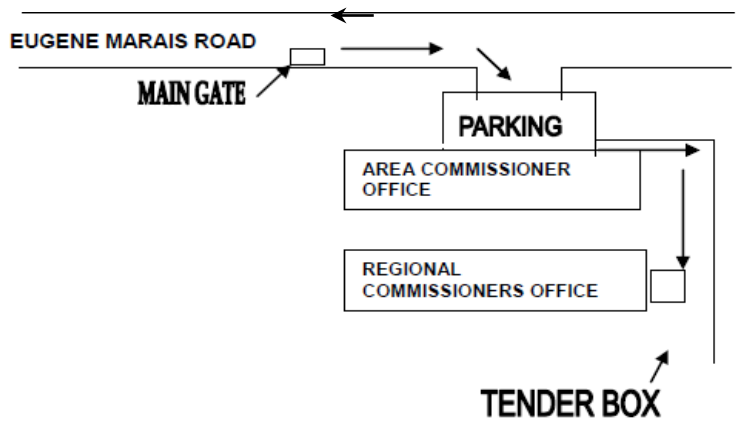 EUGENE MARAIS ROAD
MAIN GATE
PARKING
AREA COMMISSIONER
OFFICE
REGIONAL
COMMISSIONERS OFFICE
TENDER BOX